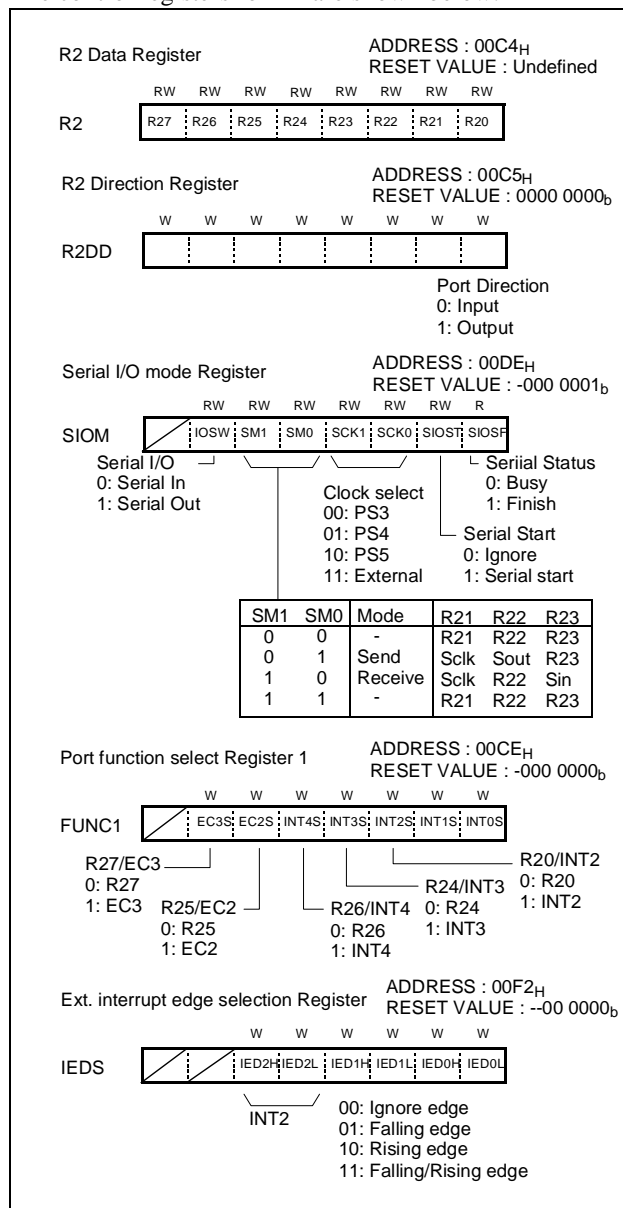 R2 Data Register
ADDRESS : 00C4H
RESET VALUE : Undefined
RW RW RW RW RW RW RW RW
R2
R27 R26 R25 R24 R23 R22 R21 R20
R2 Direction Register
ADDRESS : 00C5H
RESET VALUE : 0000 0000b
W W W W W W W W
R2DD
Port Direction
0: Input
1: Output
Serial I/O mode Register
ADDRESS : 00DEH
RESET VALUE : -000 0001b
RW RW RW RW RW RW R
SIOM
IOSW SM1 SM0 SCK1 SCK0 SIOST SIOSF
Serial I/O
0: Serial In
1: Serial Out
Clock select
00: PS3
01: PS4
10: PS5
11: External
Seriial Status
0: Busy
1: Finish
Serial Start
0: Ignore
1: Serial start
SM1 SM0 Mode R21 R22 R23
0 0 - R21 R22 R23
0 1 Send Sclk Sout R23
1 0 Receive Sclk R22 Sin
1 1 - R21 R22 R23
Port function select Register 1
ADDRESS : 00CEH
RESET VALUE : -000 0000b
W W W W W W W
FUNC1
EC3S EC2S INT4S INT3S INT2S INT1S INT0S
R27/EC3
0: R27
1: EC3
R25/EC2
0: R25
1: EC2
R26/INT4
0: R26
1: INT4
R24/INT3
0: R24
1: INT3
R20/INT2
0: R20
1: INT2
Ext. interrupt edge selection Register
ADDRESS : 00F2H
RESET VALUE : --00 0000b
W W W W W W
IEDS
IED2H IED2L IED1H IED1L IED0H IED0L
INT2
00: Ignore edge
01: Falling edge
10: Rising edge
11: Falling/Rising edge